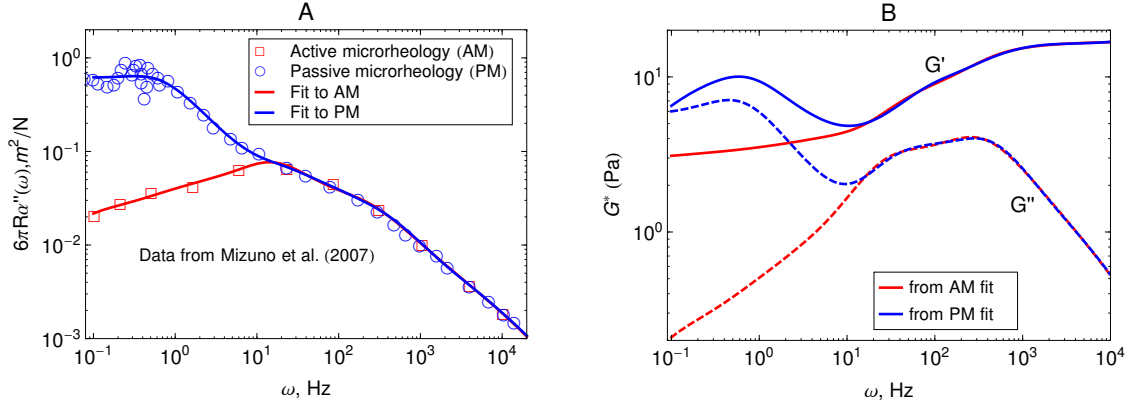 A
6πRα''(ω),m²/N
10⁰
10⁻¹
10⁻²
10⁻³
Active microrheology (AM)
Passive microrheology (PM)
Fit to AM
Fit to PM
Data from Mizuno et al. (2007)
10⁻¹ 10⁰ 10¹ 10² 10³ 10⁴
ω, Hz
B
G* (Pa)
10¹
10⁰
G'
G''
from AM fit
from PM fit
10⁻¹ 10⁰ 10¹ 10² 10³ 10⁴
ω, Hz